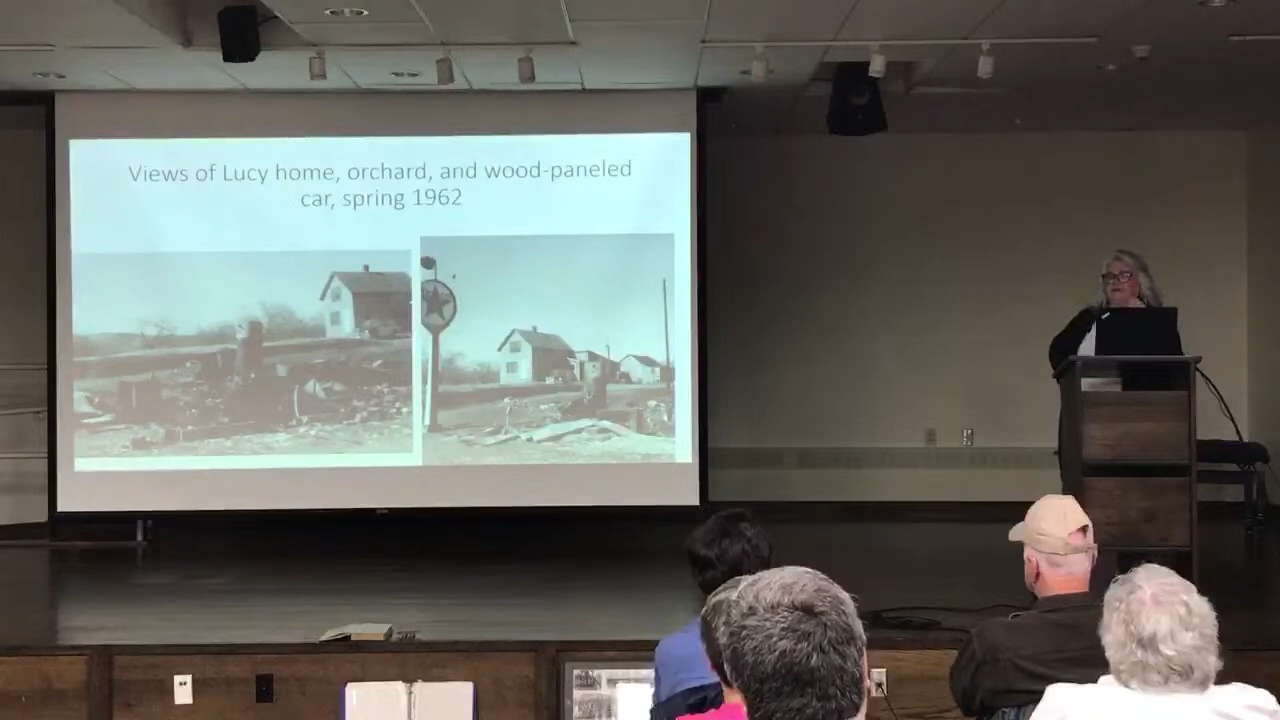 Views of Lucy home, orchard, and wood-paneled
car, spring 1962